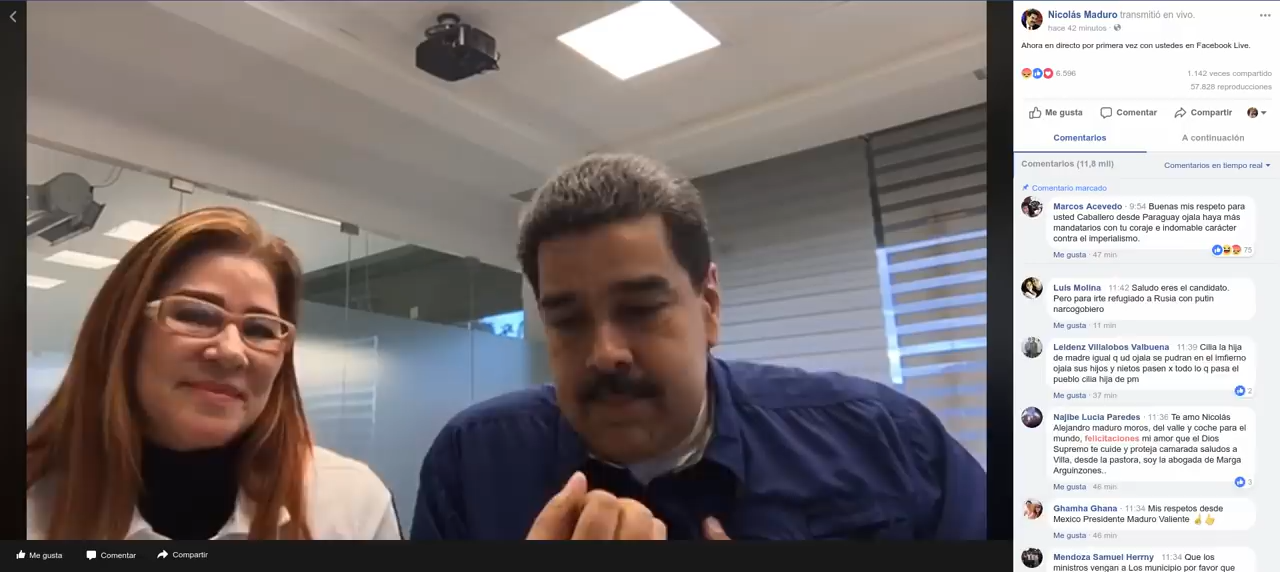 Nicolás Maduro transmitió en vivo.
hace 42 minutos ·
Ahora en directo por primera vez con ustedes en Facebook Live.
6.596
1.142 veces compartido
57.828 reproducciones
Me gusta Comentar Compartir
Comentarios A continuación
Comentarios (11,8 mil) Comentarios en tiempo real
Comentario marcado
Marcos Acevedo · 9:54 Buenas mis respeto para
usted Caballero desde Paraguay ojala haya más
mandatarios con tu coraje e indomable carácter
contra el imperialismo.
75
Me gusta · 47 min
Luis Molina 11:42 Saludo eres el candidato.
Pero para irte refugiado a Rusia con putin
narcogobiero
Me gusta · 11 min
Leidenz Villalobos Valbuena 11:39 Cilia la hija
de madre igual q ud ojala se pudran en el imfierno
ojala sus hijos y nietos pasen x todo lo q pasa el
pueblo cilia hija de pm
2
Me gusta · 37 min
Najibe Lucia Paredes · 11:36 Te amo Nicolás
Alejandro maduro moros, del valle y coche para el
mundo, felicitaciones mi amor que el Dios
Supremo te cuide y proteja camarada saludos a
Villa, desde la pastora, soy la abogada de Marga
Arguinzones..
3
Me gusta · 46 min
Ghamha Ghana · 11:34 Mis respetos desde
Mexico Presidente Maduro Valiente
Me gusta · 46 min
Mendoza Samuel Herrny 11:34 Que los
ministros vengan a Los municipio por favor que
Me gusta Comentar Compartir